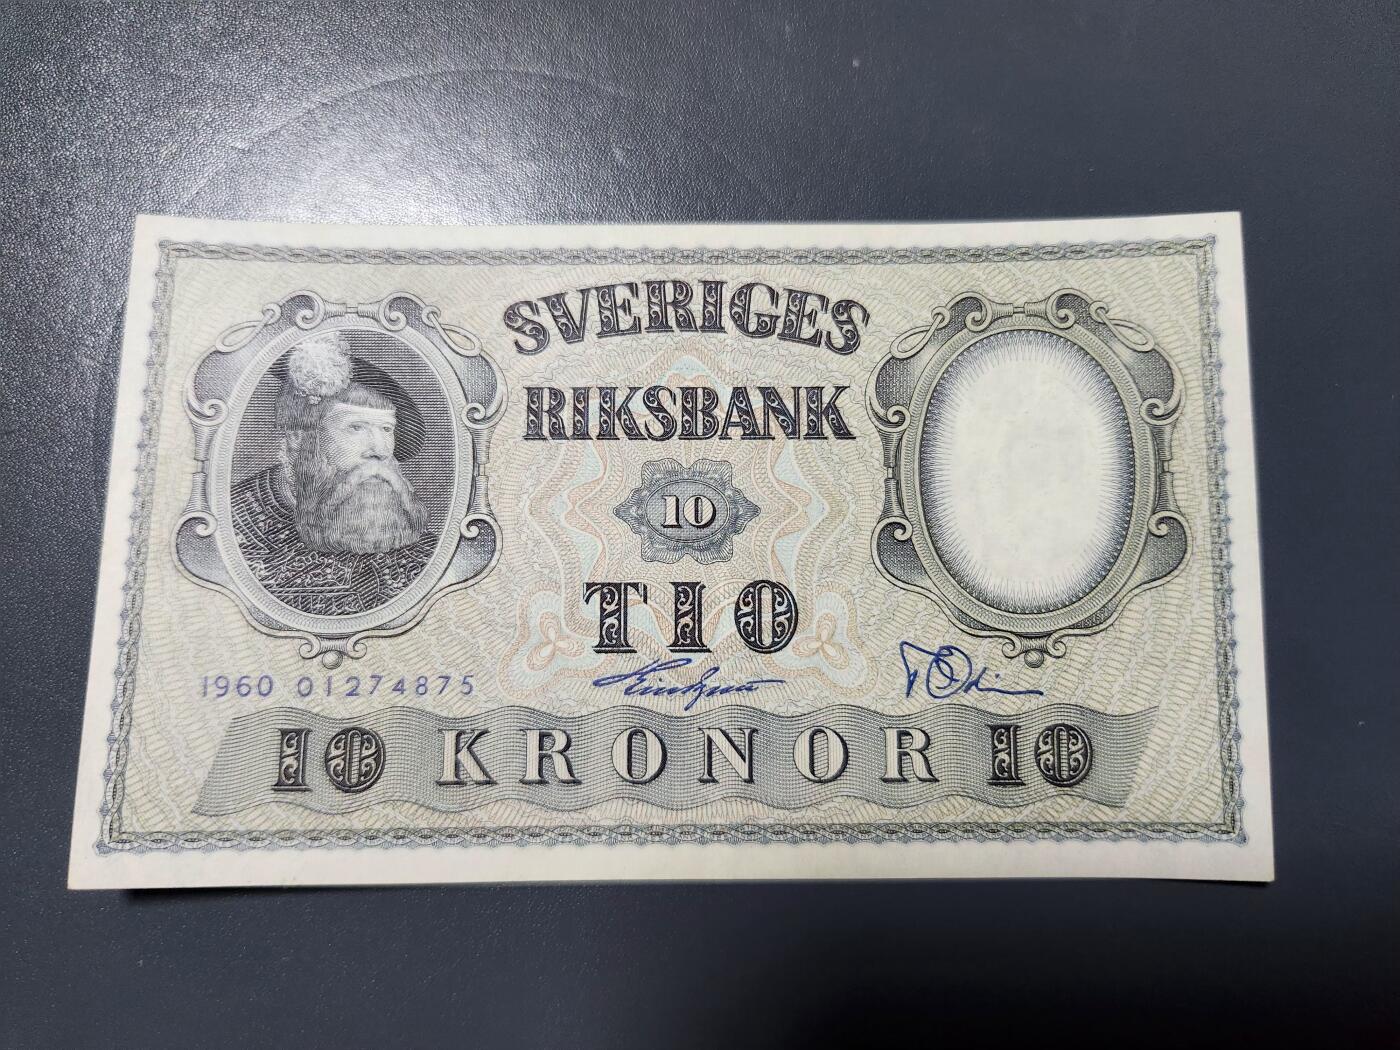 SVERIGES
RIKSBANK
10
TIO
1960 01274875
10 KRONOR 10